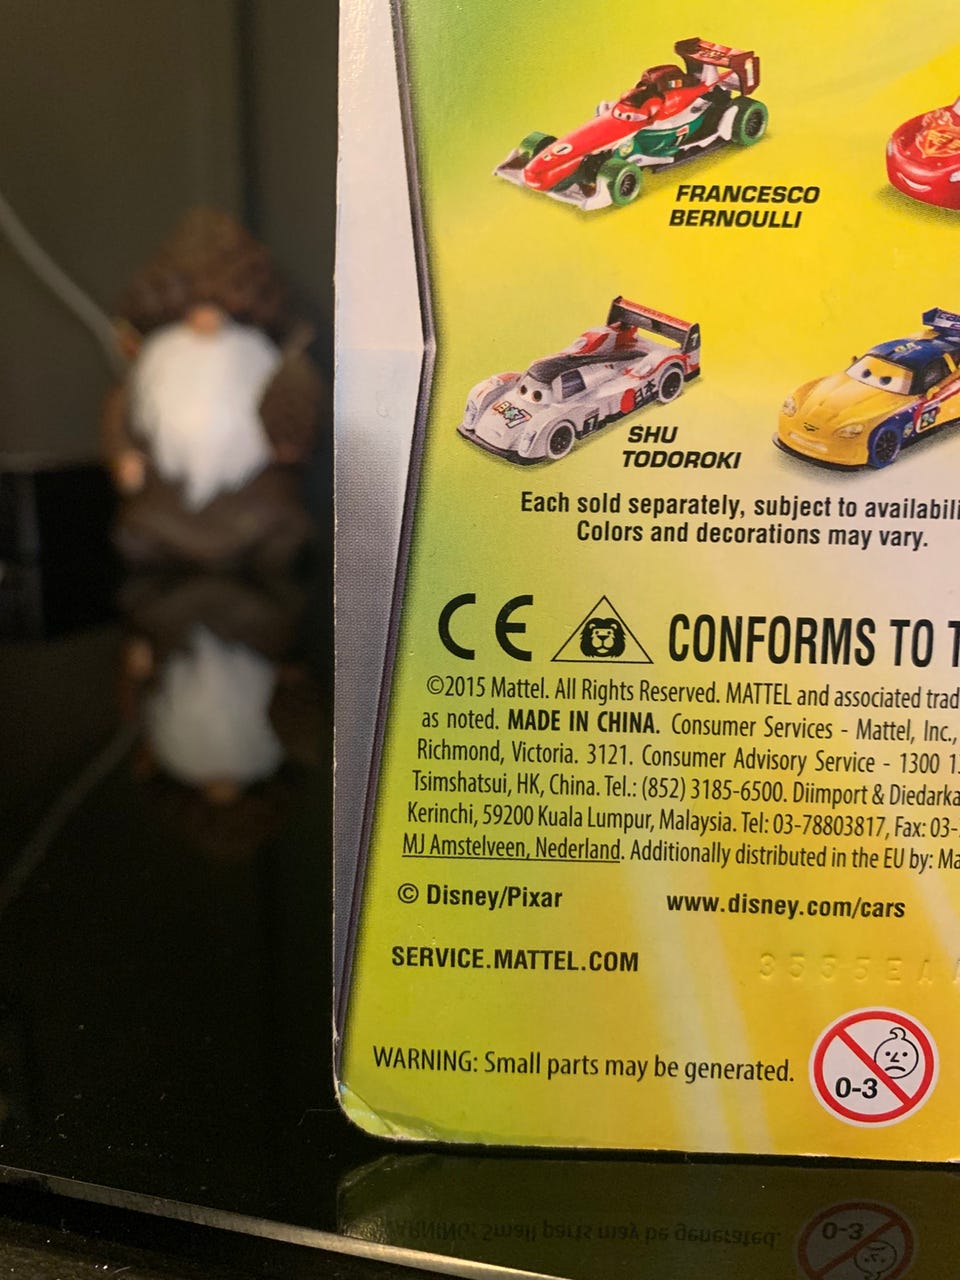 FRANCESCO
BERNOULLI
SHU
TODOROKI
Each sold separately, subject to availabili
Colors and decorations may vary.
CE CONFORMS TO T
©2015 Mattel. All Rights Reserved. MATTEL and associated trad
as noted. MADE IN CHINA. Consumer Services - Mattel, Inc.,
Richmond, Victoria. 3121. Consumer Advisory Service - 1300 1
Tsimshatsui, HK, China. Tel.: (852) 3185-6500. Diimport & Diedarka
Kerinchi, 59200 Kuala Lumpur, Malaysia. Tel: 03-78803817, Fax: 03-
MJ Amstelveen, Nederland. Additionally distributed in the EU by: Ma
© Disney/Pixar www.disney.com/cars
SERVICE.MATTEL.COM 3555EA
WARNING: Small parts may be generated.
0-3